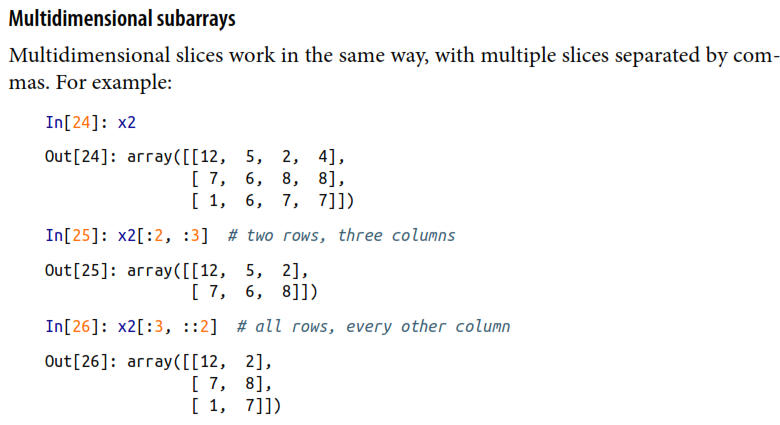 Multidimensional subarrays
Multidimensional slices work in the same way, with multiple slices separated by com-
mas. For example:
In[24]: x2
Out[24]: array([[12,  5,  2,  4],
                [ 7,  6,  8,  8],
                [ 1,  6,  7,  7]])
In[25]: x2[:2, :3]  # two rows, three columns
Out[25]: array([[12,  5,  2],
                [ 7,  6,  8]])
In[26]: x2[:3, ::2]  # all rows, every other column
Out[26]: array([[12,  2],
                [ 7,  8],
                [ 1,  7]])